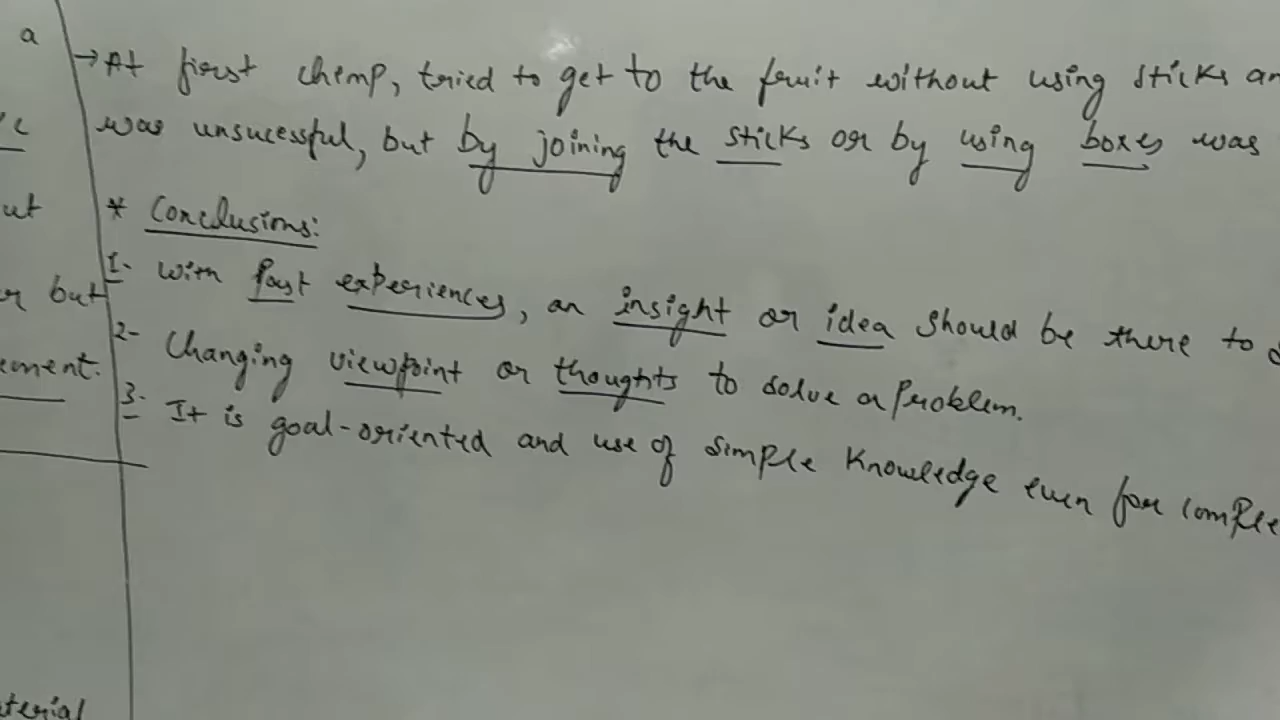 a
→ At first chimp, tried to get to the fruit without using sticks an
was unsucessful, but by joining the sticks or by using boxes was
ut
* Conclusions:
1- with Past experiences, an insight or idea should be there to
r but
2- Changing viewpoint or thoughts to solve a Problem.
ement.
3- It is goal-oriented and use of simple knowledge even for comple
terial